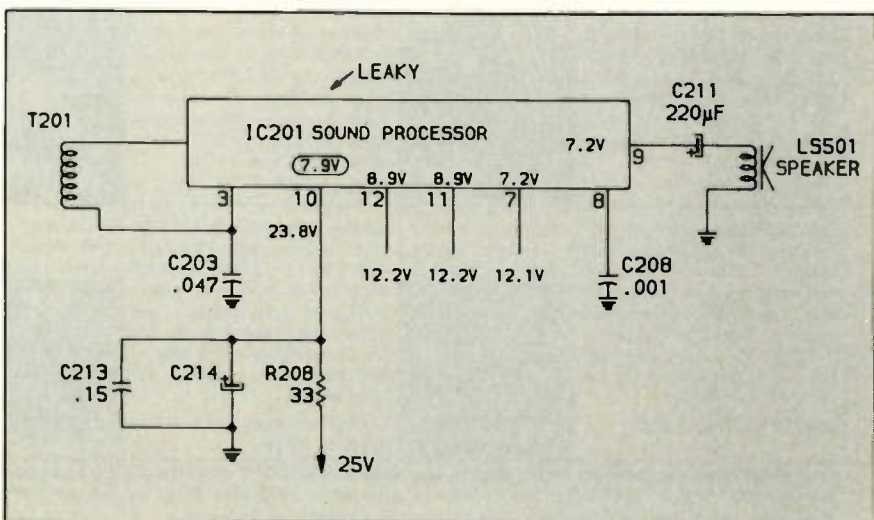 LEAKY
T201
IC201 SOUND PROCESSOR
C211
220µF
LS501
SPEAKER
7.9V
8.9V
8.9V
7.2V
7.2V
9
3
10
12
11
7
8
23.8V
C203
.047
12.2V
12.2V
12.1V
C208
.001
C213
.15
C214
+
R208
33
25V
+